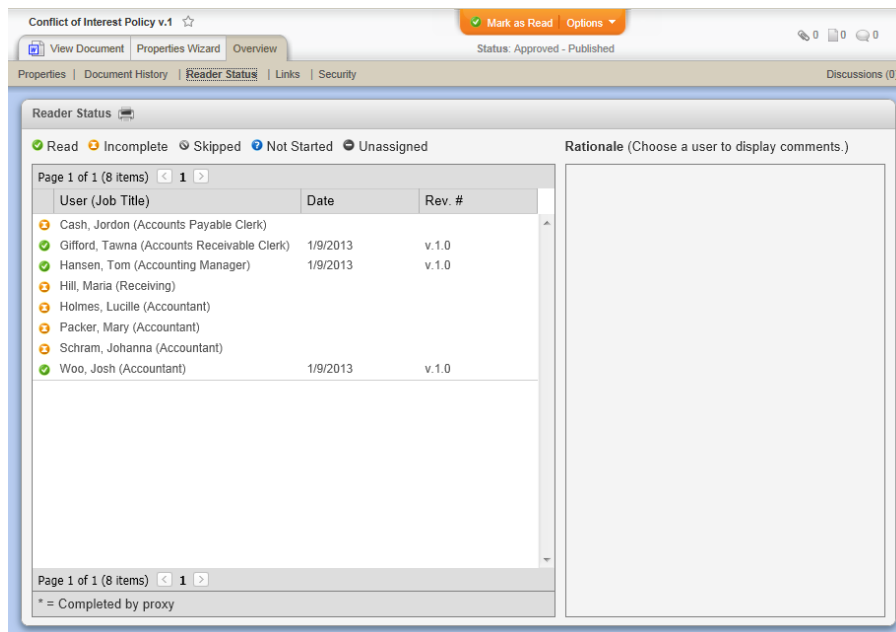 Conflict of Interest Policy v.1
Mark as Read Options
0 0 0
View Document Properties Wizard Overview
Status: Approved - Published
Properties | Document History | Reader Status | Links | Security
Discussions (0
Reader Status
Read Incomplete Skipped Not Started Unassigned
Rationale (Choose a user to display comments.)
Page 1 of 1 (8 items) < 1 >
User (Job Title) Date Rev. #
Cash, Jordon (Accounts Payable Clerk)
Gifford, Tawna (Accounts Receivable Clerk) 1/9/2013 v.1.0
Hansen, Tom (Accounting Manager) 1/9/2013 v.1.0
Hill, Maria (Receiving)
Holmes, Lucille (Accountant)
Packer, Mary (Accountant)
Schram, Johanna (Accountant)
Woo, Josh (Accountant) 1/9/2013 v.1.0
Page 1 of 1 (8 items) < 1 >
* = Completed by proxy